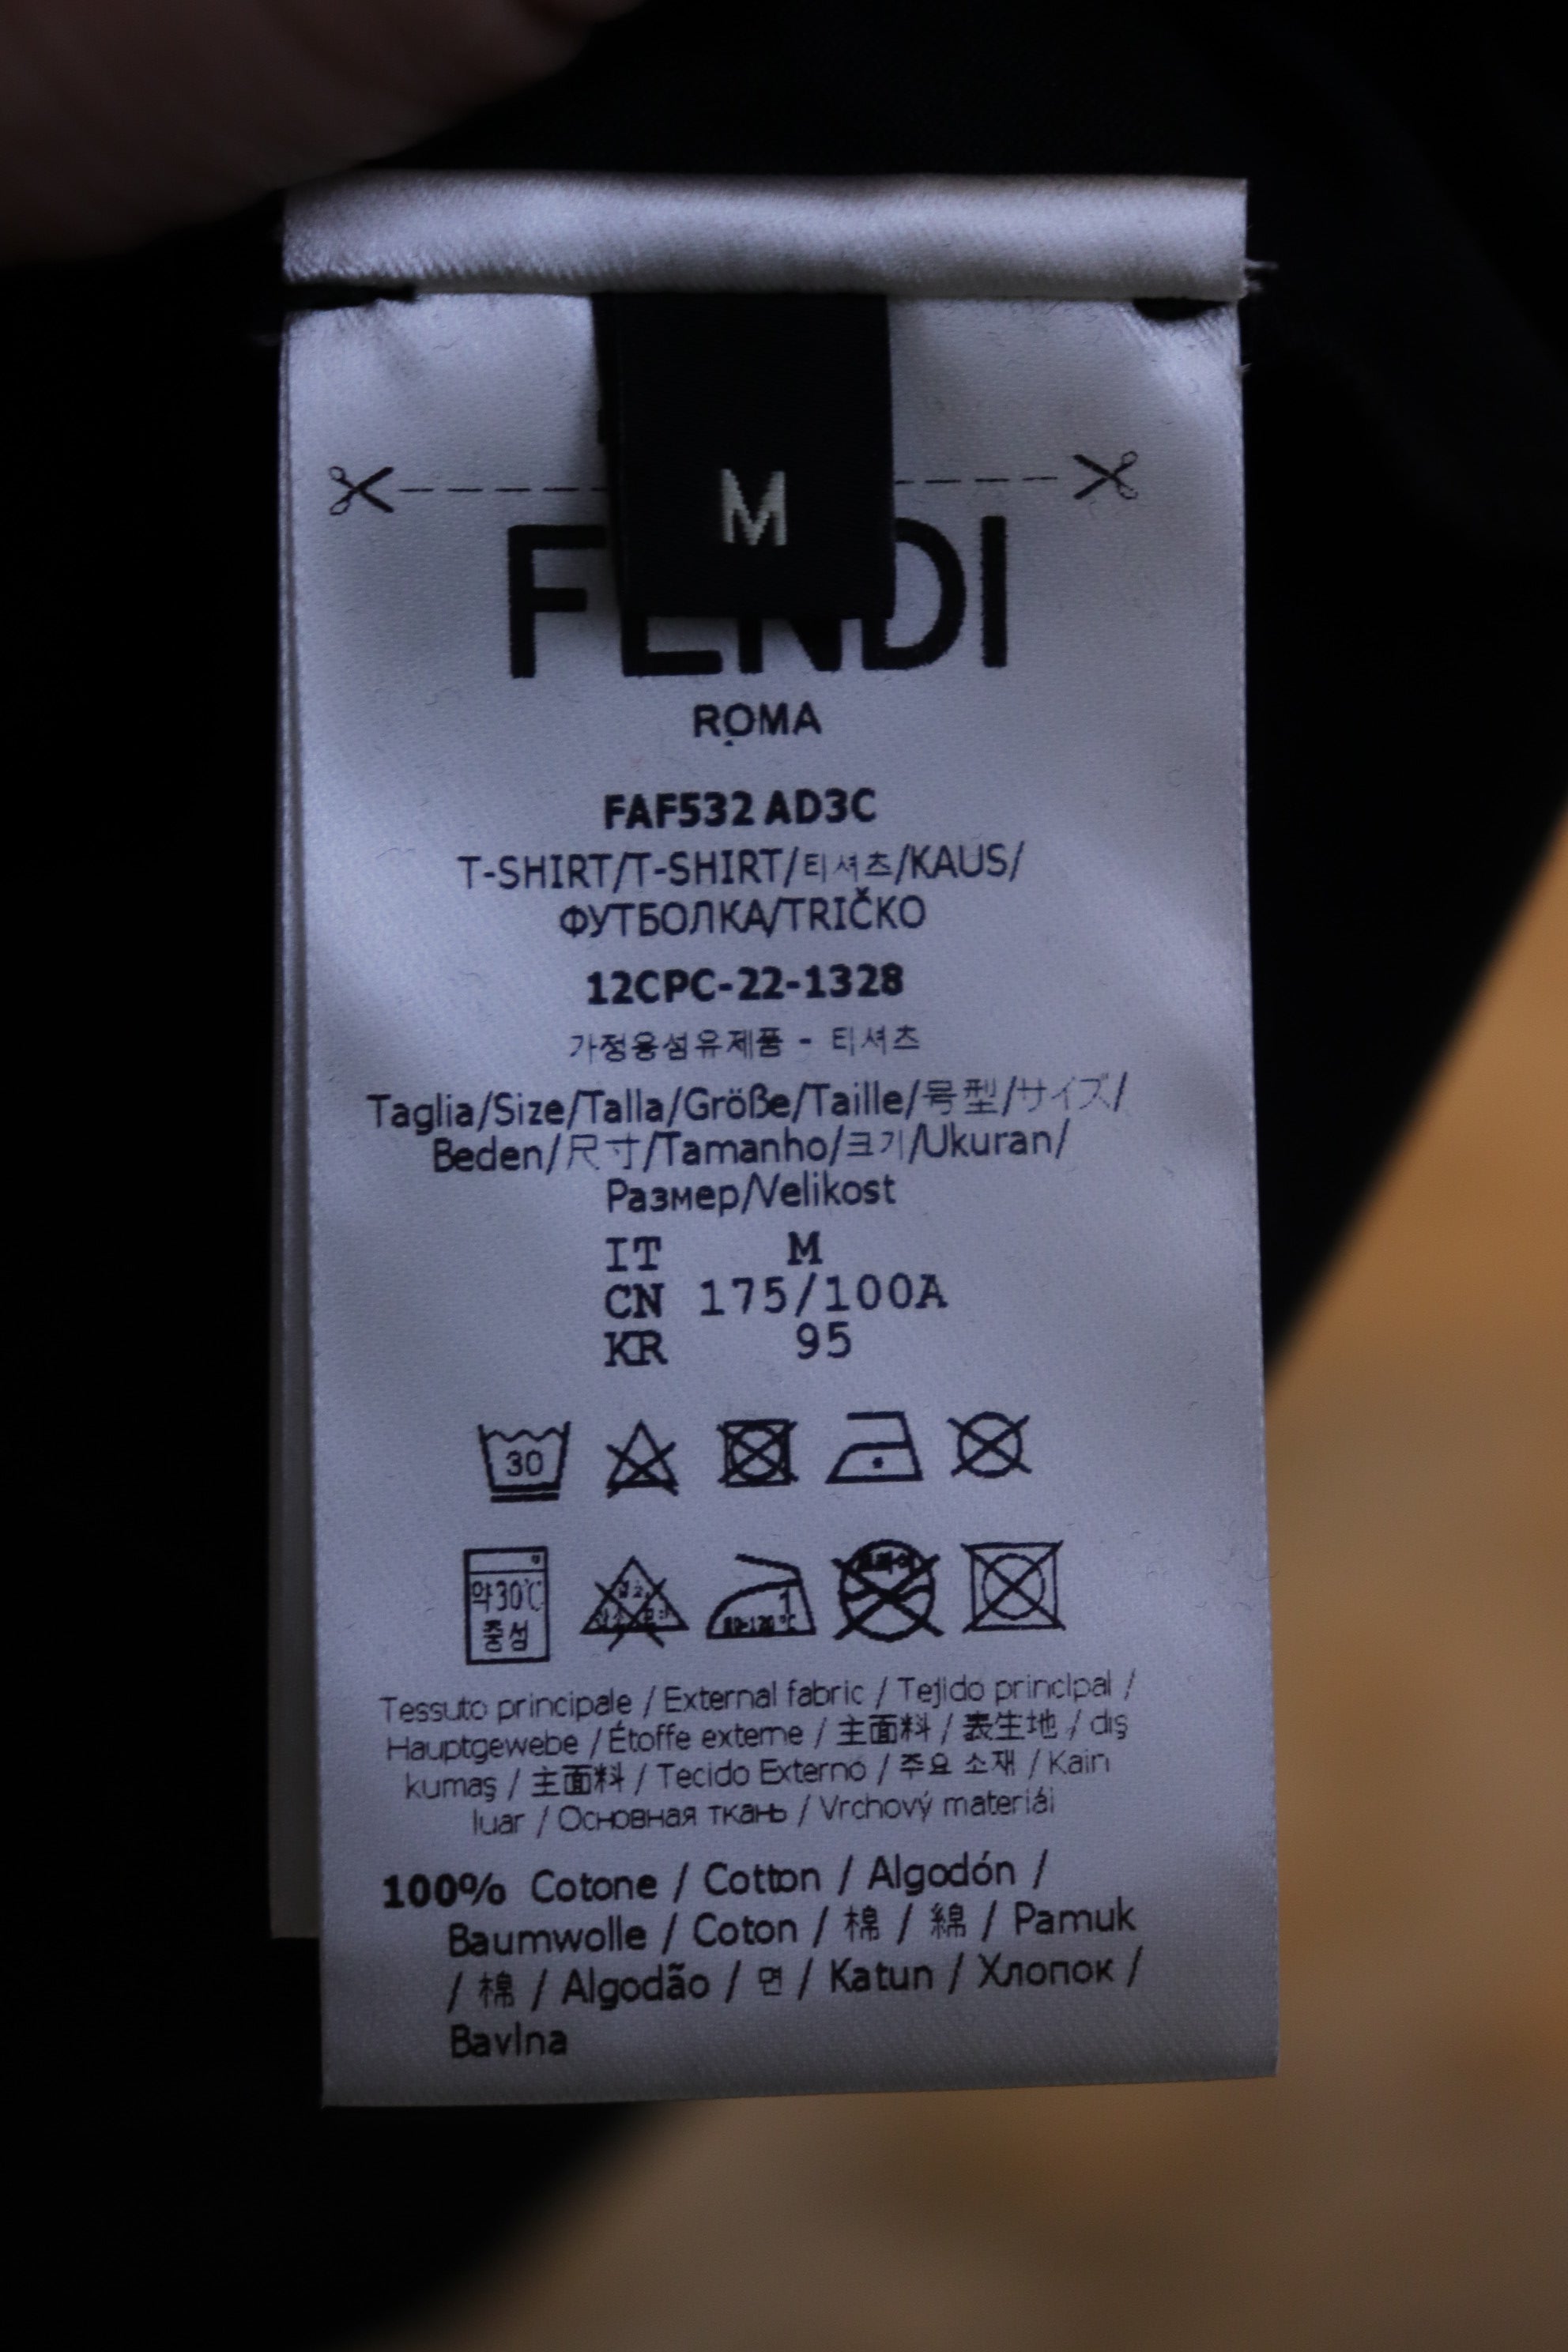 M
FENDI
ROMA
FAF532 AD3C
T-SHIRT/T-SHIRT/티셔츠/KAUS/
ФУТБОЛКА/TRIČKO
12CPC-22-1328
가정용섬유제품 - 티셔츠
Taglia/Size/Talla/Größe/Taille/号型/サイズ/
Beden/尺寸/Tamanho/크기/Ukuran/
Размер/Velikost
IT M
CN 175/100A
KR 95
30
약30℃
중성
1
80~120℃
Tessuto principale / External fabric / Tejido principal /
Hauptgewebe / Étoffe externe / 主面料 / 表生地 / dış
kumaş / 主面料 / Tecido Externo / 주요 소재 / Kain
luar / Основная ткань / Vrchový materiái
100% Cotone / Cotton / Algodón /
Baumwolle / Coton / 棉 / 綿 / Pamuk
/ 棉 / Algodão / 면 / Katun / Хлопок /
Bavlna